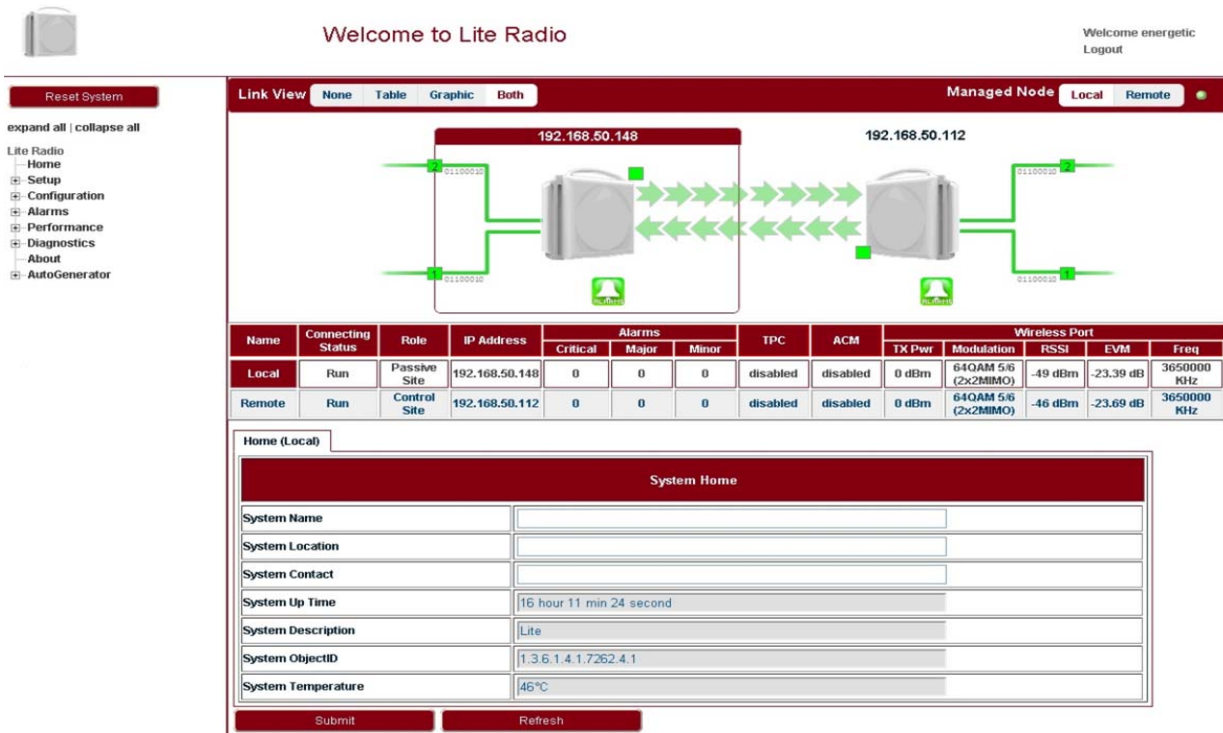 Welcome to Lite Radio
Welcome energetic
Logout
Reset System
expand all | collapse all
Lite Radio
Home
Setup
Configuration
Alarms
Performance
Diagnostics
About
AutoGenerator
Link View None Table Graphic Both
Managed Node Local Remote
192.168.50.148
192.168.50.112
2
01100010
01100010
2
1
01100010
01100010
1
ALARMS
ALARMS
Name Connecting Status Role IP Address Alarms TPC ACM Wireless Port
Critical Major Minor TX Pwr Modulation RSSI EVM Freq
Local Run Passive Site 192.168.50.148 0 0 0 disabled disabled 0 dBm 64QAM 5/6 (2x2MIMO) -49 dBm -23.39 dB 3650000 KHz
Remote Run Control Site 192.168.50.112 0 0 0 disabled disabled 0 dBm 64QAM 5/6 (2x2MIMO) -46 dBm -23.69 dB 3650000 KHz
Home (Local)
System Home
System Name
System Location
System Contact
System Up Time 16 hour 11 min 24 second
System Description Lite
System ObjectID 1.3.6.1.4.1.7262.4.1
System Temperature 46°C
Submit Refresh